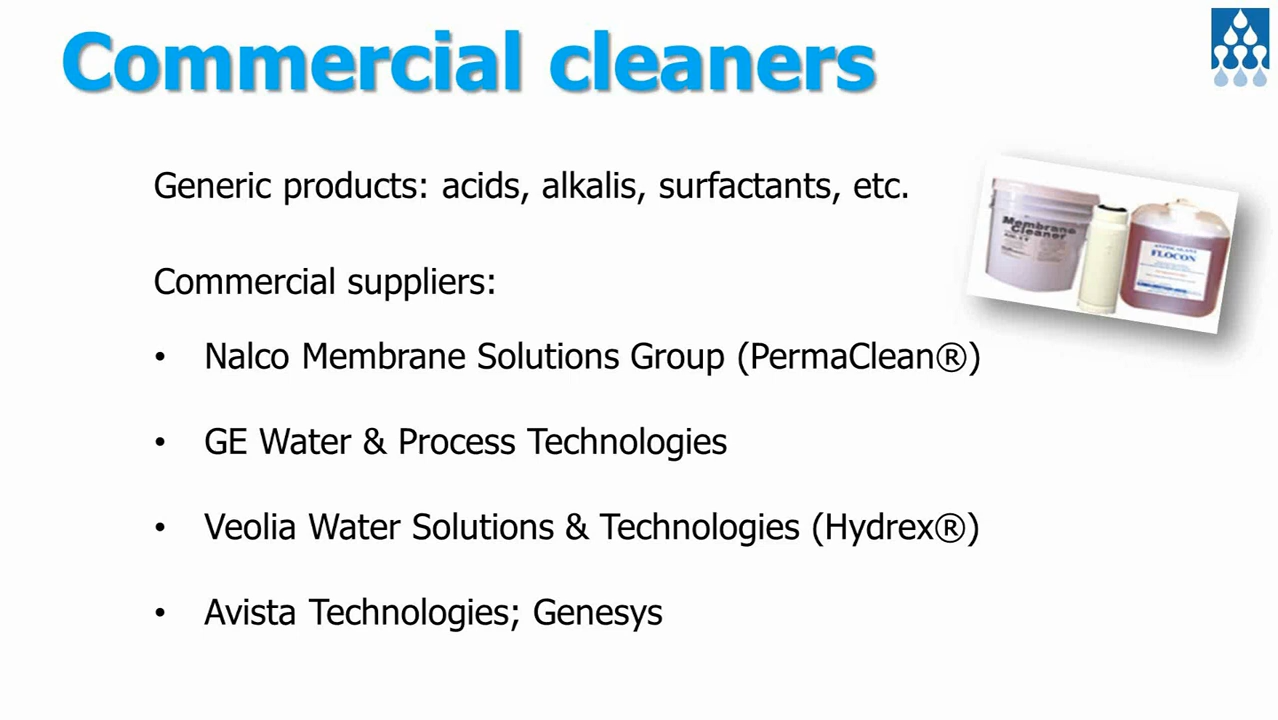 Commercial cleaners
Generic products: acids, alkalis, surfactants, etc.
Commercial suppliers:
• Nalco Membrane Solutions Group (PermaClean®)
• GE Water & Process Technologies
• Veolia Water Solutions & Technologies (Hydrex®)
• Avista Technologies; Genesys
Membrane
Cleaner
ANTISCALANT
FLOCON